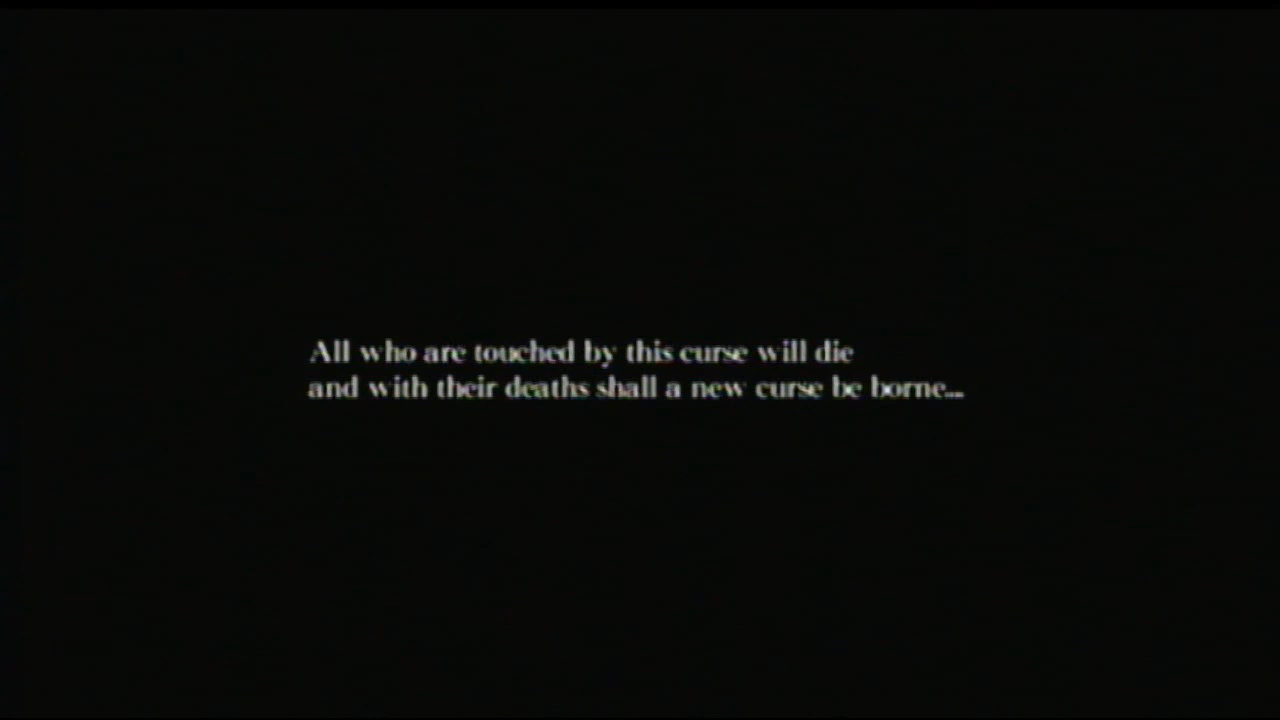 All who are touched by this curse will die
and with their deaths shall a new curse be borne...